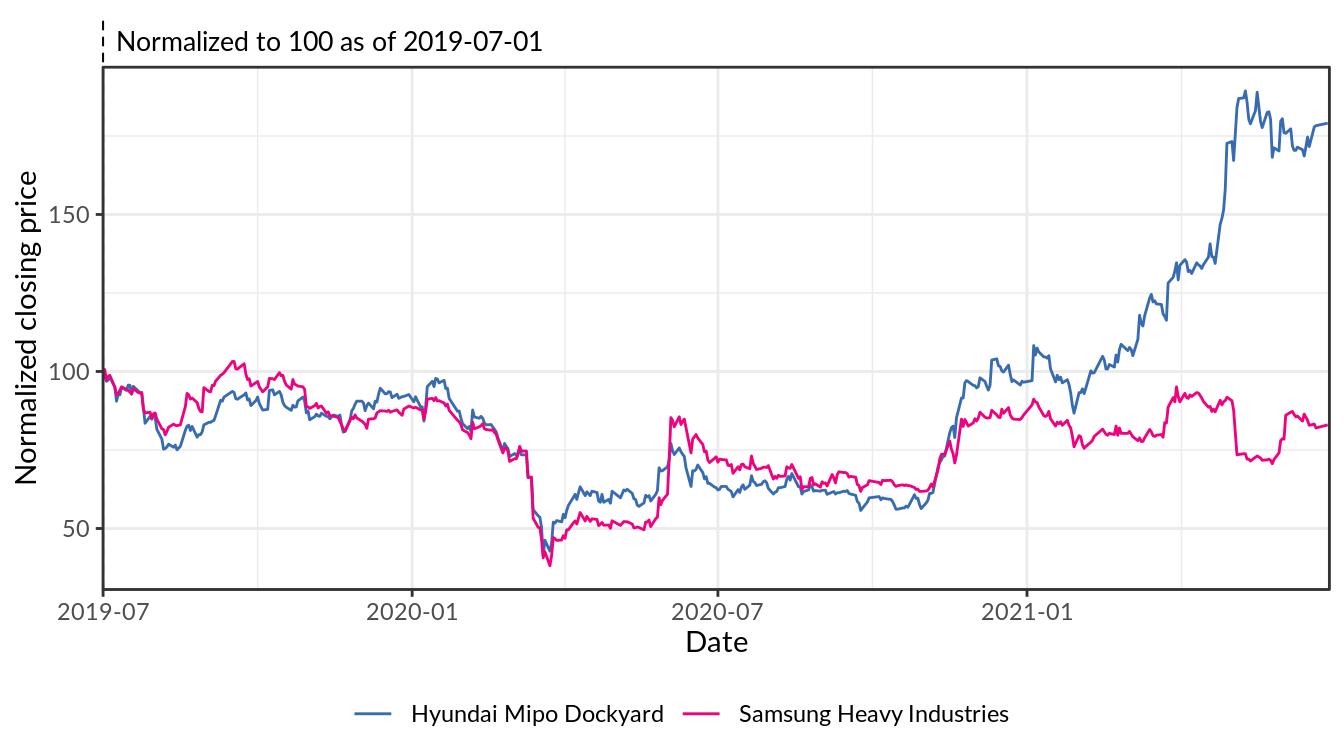 Normalized to 100 as of 2019-07-01
Normalized closing price
150
100
50
2019-07
2020-01
2020-07
2021-01
Date
Hyundai Mipo Dockyard
Samsung Heavy Industries